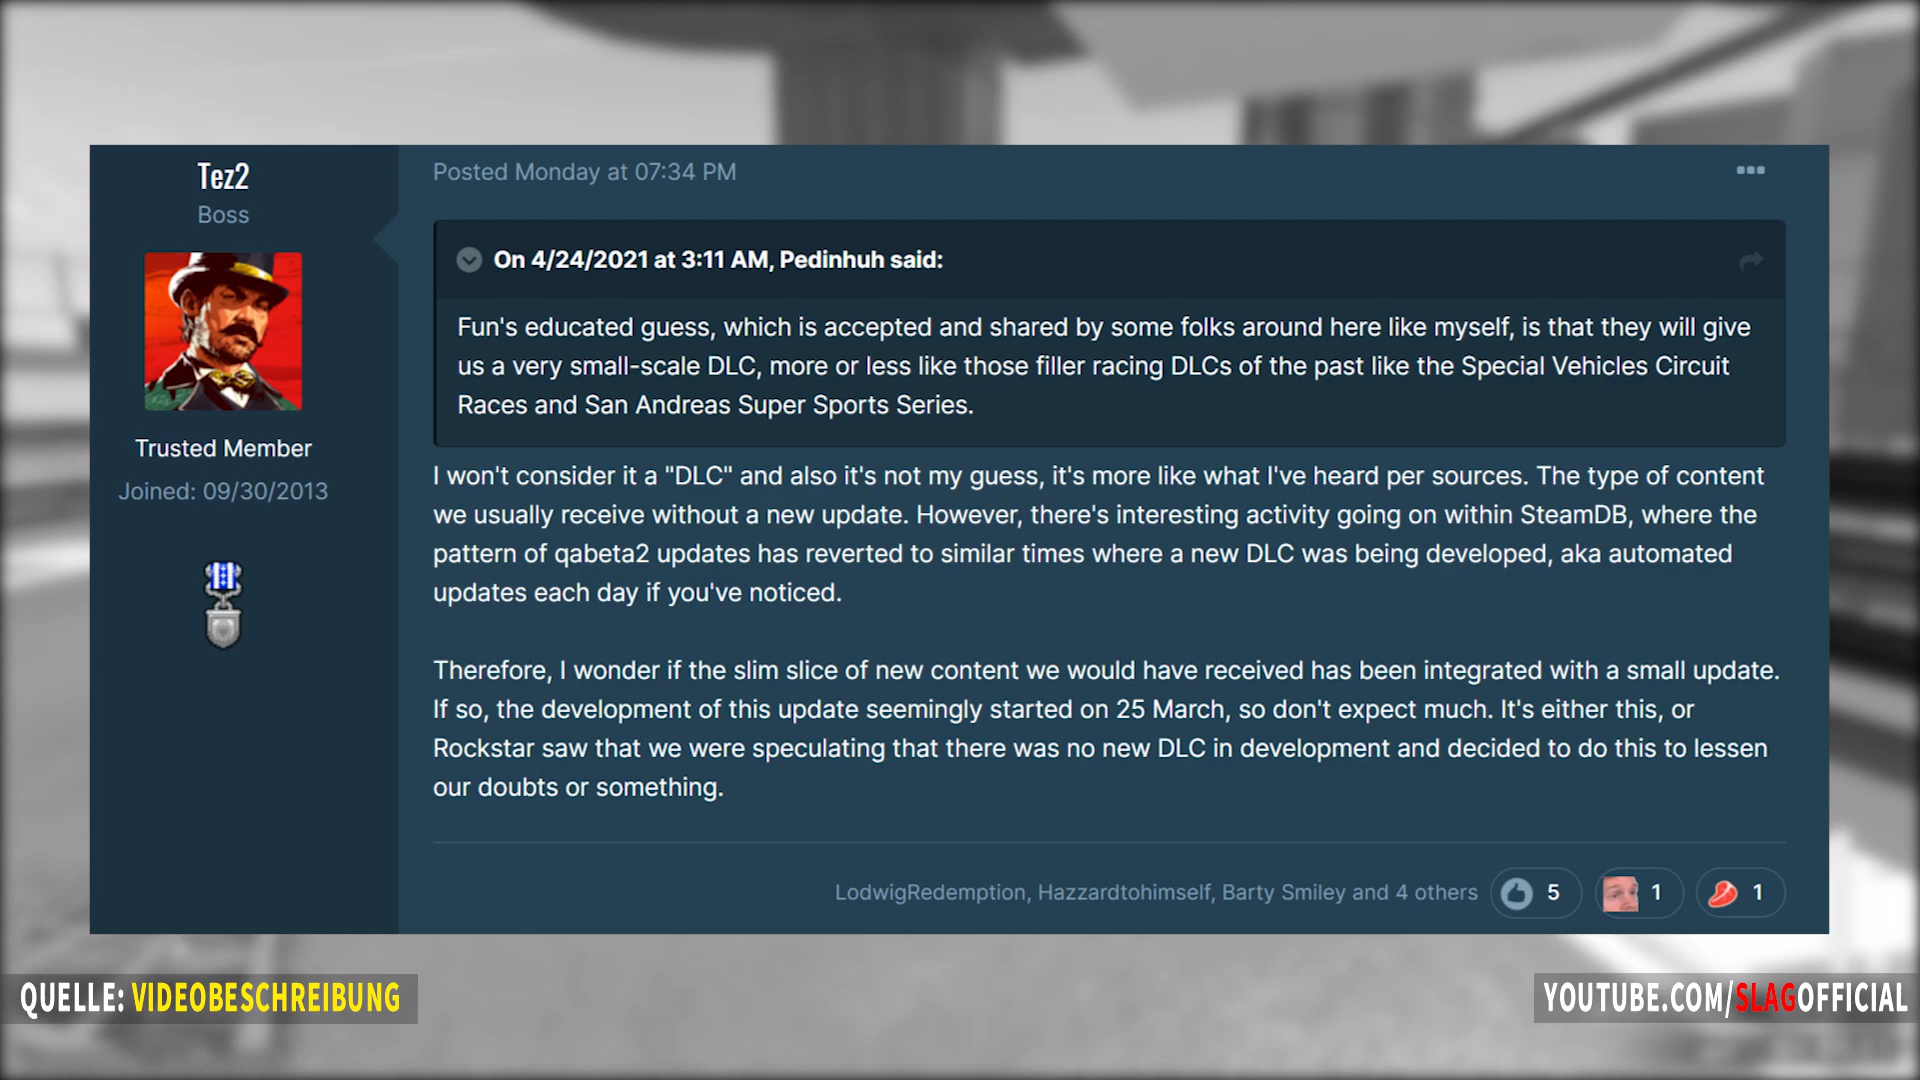 Tez2
Boss
Trusted Member
Joined: 09/30/2013
Posted Monday at 07:34 PM
On 4/24/2021 at 3:11 AM, Pedinhuh said:
Fun's educated guess, which is accepted and shared by some folks around here like myself, is that they will give
us a very small-scale DLC, more or less like those filler racing DLCs of the past like the Special Vehicles Circuit
Races and San Andreas Super Sports Series.
I won't consider it a "DLC" and also it's not my guess, it's more like what I've heard per sources. The type of content
we usually receive without a new update. However, there's interesting activity going on within SteamDB, where the
pattern of qabeta2 updates has reverted to similar times where a new DLC was being developed, aka automated
updates each day if you've noticed.
Therefore, I wonder if the slim slice of new content we would have received has been integrated with a small update.
If so, the development of this update seemingly started on 25 March, so don't expect much. It's either this, or
Rockstar saw that we were speculating that there was no new DLC in development and decided to do this to lessen
our doubts or something.
LodwigRedemption, Hazzardtohimself, Barty Smiley and 4 others 5 1 1
QUELLE: VIDEOBESCHREIBUNG
YOUTUBE.COM/SLAGOFFICIAL